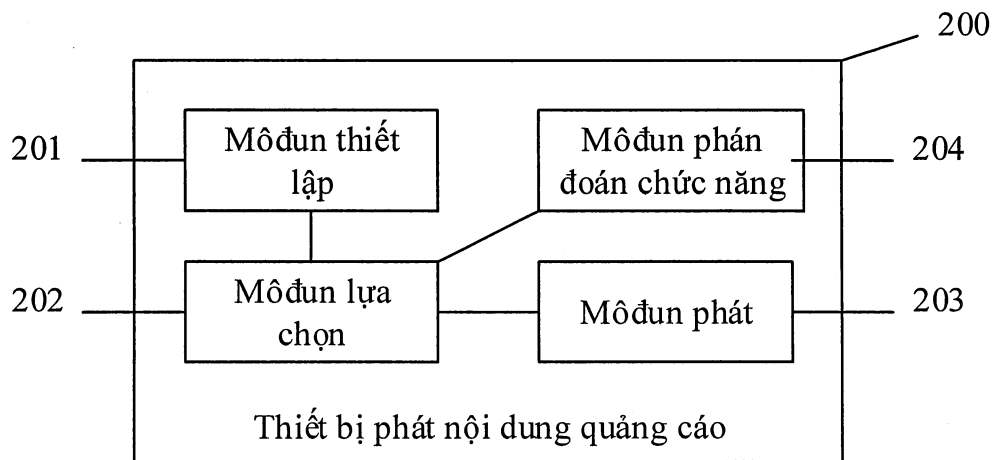 200
201
Môđun thiết
lập
Môđun phán
đoán chức năng
204
202
Môđun lựa
chọn
Môđun phát
203
Thiết bị phát nội dung quảng cáo